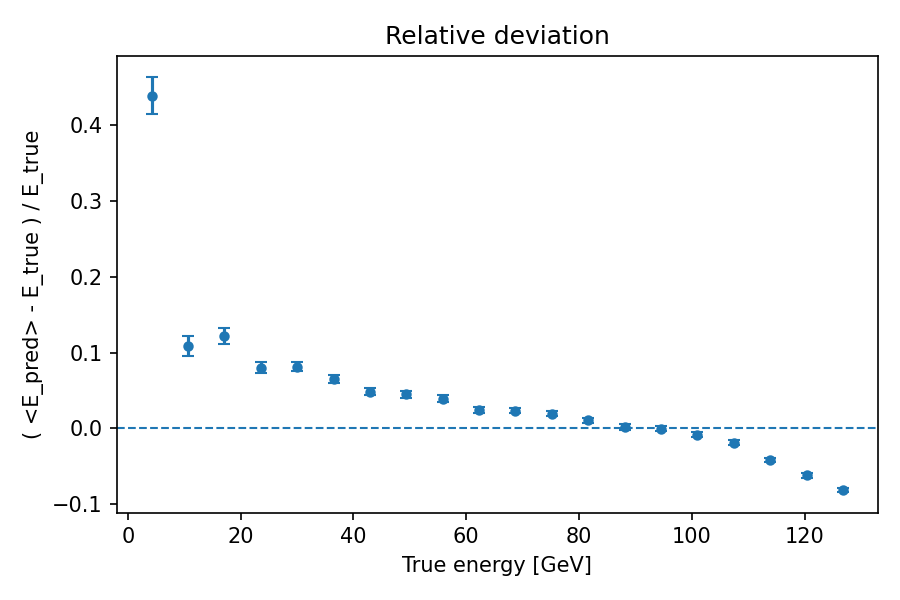 Relative deviation
( <E_pred> - E_true ) / E_true
0.4
0.3
0.2
0.1
0.0
−0.1
0 20 40 60 80 100 120
True energy [GeV]